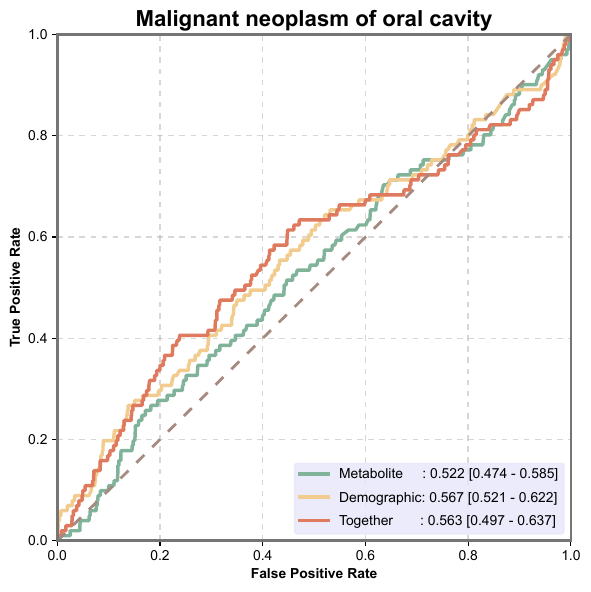 Malignant neoplasm of oral cavity
True Positive Rate
1.0
0.8
0.6
0.4
0.2
0.0
Metabolite : 0.522 [0.474 - 0.585]
Demographic: 0.567 [0.521 - 0.622]
Together : 0.563 [0.497 - 0.637]
0.0 0.2 0.4 0.6 0.8 1.0
False Positive Rate